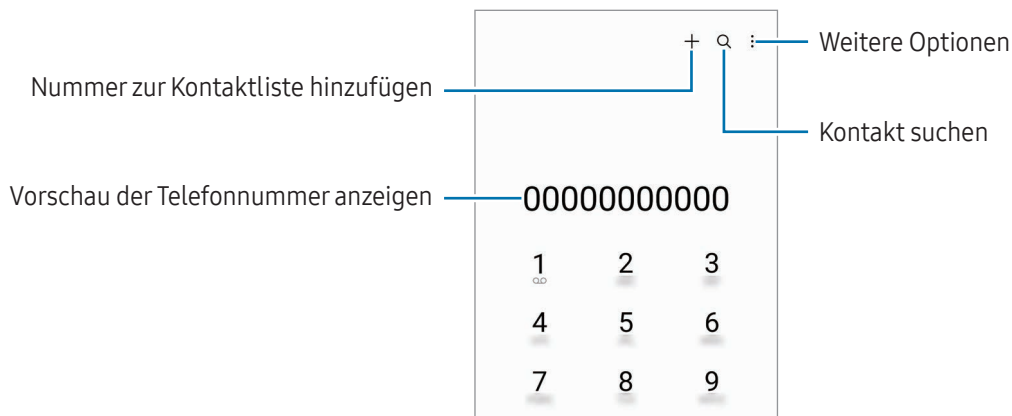 Weitere Optionen
Nummer zur Kontaktliste hinzufügen
Kontakt suchen
Vorschau der Telefonnummer anzeigen
00000000000
1 2 3
4 5 6
7 8 9